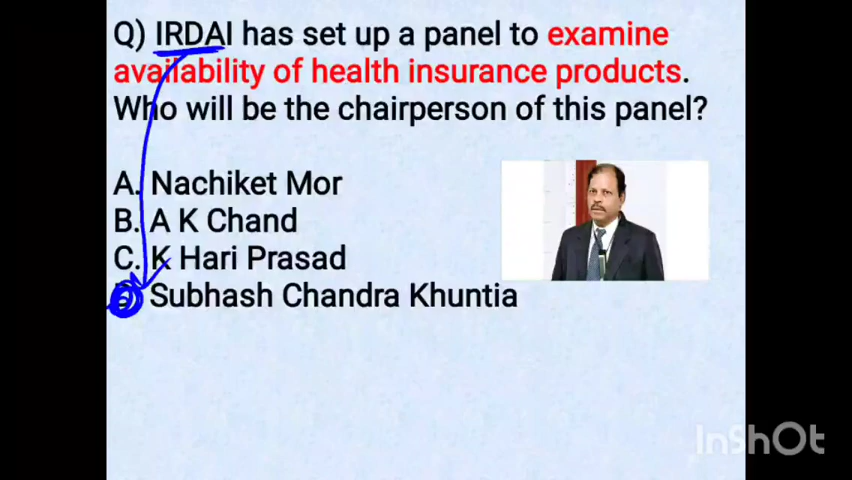 Q) IRDAI has set up a panel to examine
availability of health insurance products.
Who will be the chairperson of this panel?
A. Nachiket Mor
B. A K Chand
C. K Hari Prasad
Subhash Chandra Khuntia
InShOt